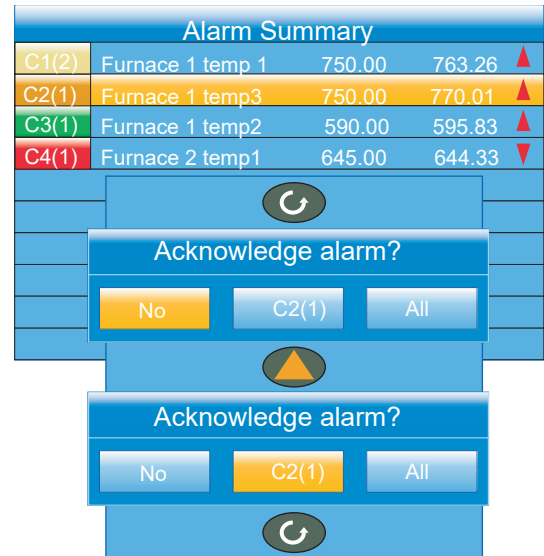 Alarm Summary
C1(2) Furnace 1 temp 1 750.00 763.26
C2(1) Furnace 1 temp3 750.00 770.01
C3(1) Furnace 1 temp2 590.00 595.83
C4(1) Furnace 2 temp1 645.00 644.33
Acknowledge alarm?
No C2(1) All
Acknowledge alarm?
No C2(1) All